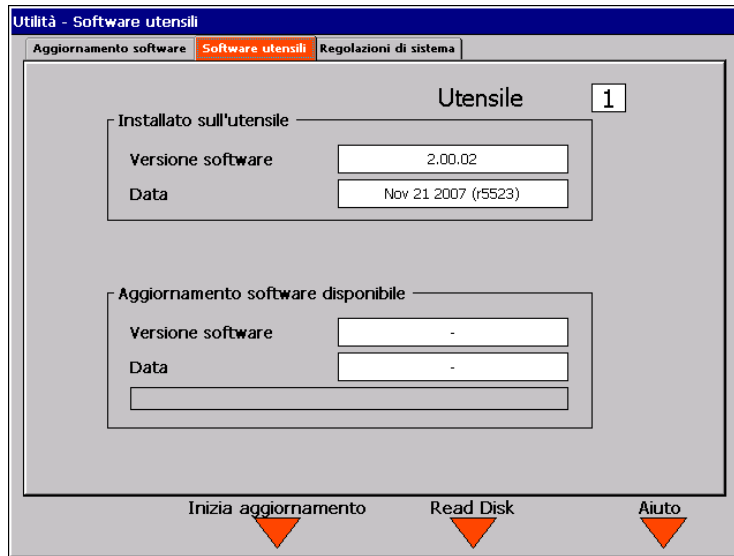 Utilità - Software utensili
Aggiornamento software Software utensili Regolazioni di sistema
Utensile 1
Installato sull'utensile
Versione software 2.00.02
Data Nov 21 2007 (r5523)
Aggiornamento software disponibile
Versione software -
Data -
Inizia aggiornamento Read Disk Aiuto